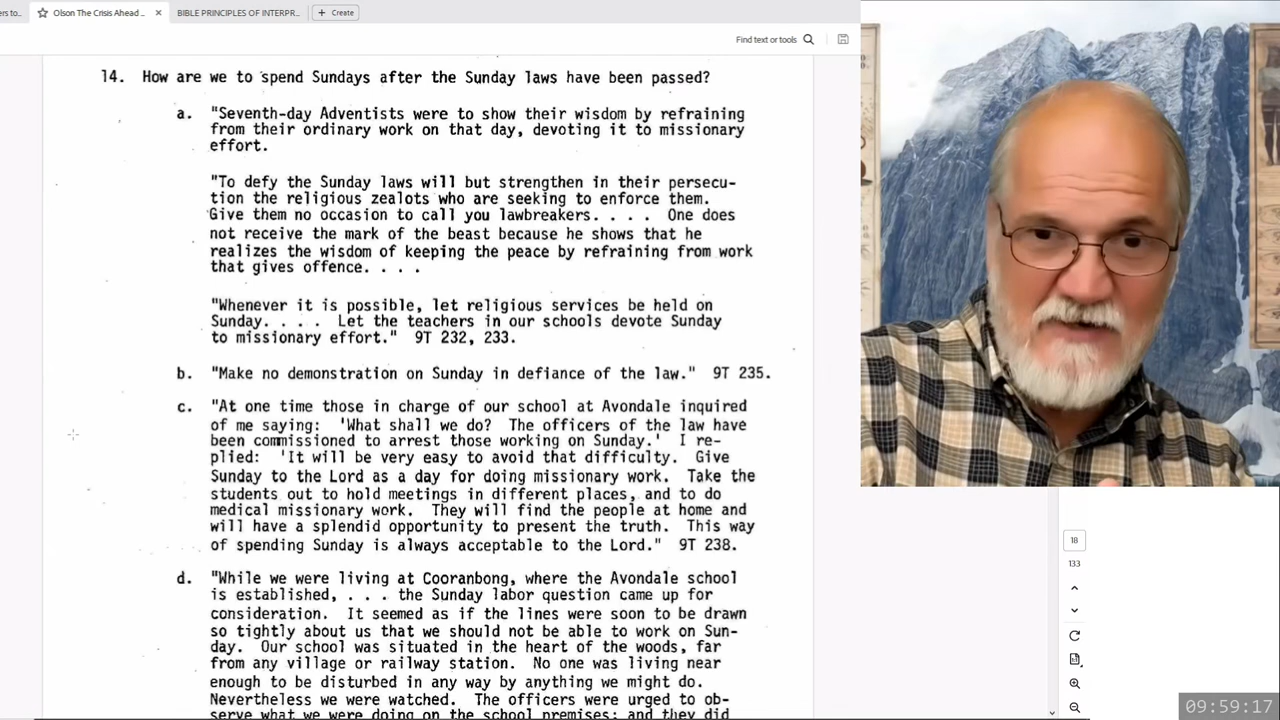 ers to..
Olson The Crisis Ahead ..
BIBLE PRINCIPLES OF INTERPR...
+ Create
Find text or tools
14. How are we to spend Sundays after the Sunday laws have been passed?
a. "Seventh-day Adventists were to show their wisdom by refraining
from their ordinary work on that day, devoting it to missionary
effort.
"To defy the Sunday laws will but strengthen in their persecu-
tion the religious zealots who are seeking to enforce them.
Give them no occasion to call you lawbreakers. . . . One does
not receive the mark of the beast because he shows that he
realizes the wisdom of keeping the peace by refraining from work
that gives offence. . . .
"Whenever it is possible, let religious services be held on
Sunday. . . . Let the teachers in our schools devote Sunday
to missionary effort." 9T 232, 233.
b. "Make no demonstration on Sunday in defiance of the law." 9T 235.
c. "At one time those in charge of our school at Avondale inquired
of me saying: 'What shall we do? The officers of the law have
been commissioned to arrest those working on Sunday.' I re-
plied: 'It will be very easy to avoid that difficulty. Give
Sunday to the Lord as a day for doing missionary work. Take the
students out to hold meetings in different places, and to do
medical missionary work. They will find the people at home and
will have a splendid opportunity to present the truth. This way
of spending Sunday is always acceptable to the Lord." 9T 238.
d. "While we were living at Cooranbong, where the Avondale school
is established, . . . the Sunday labor question came up for
consideration. It seemed as if the lines were soon to be drawn
so tightly about us that we should not be able to work on Sun-
day. Our school was situated in the heart of the woods, far
from any village or railway station. No one was living near
enough to be disturbed in any way by anything we might do.
Nevertheless we were watched. The officers were urged to ob-
serve what we were doing on the school premises; and they did
18
133
09:59:17